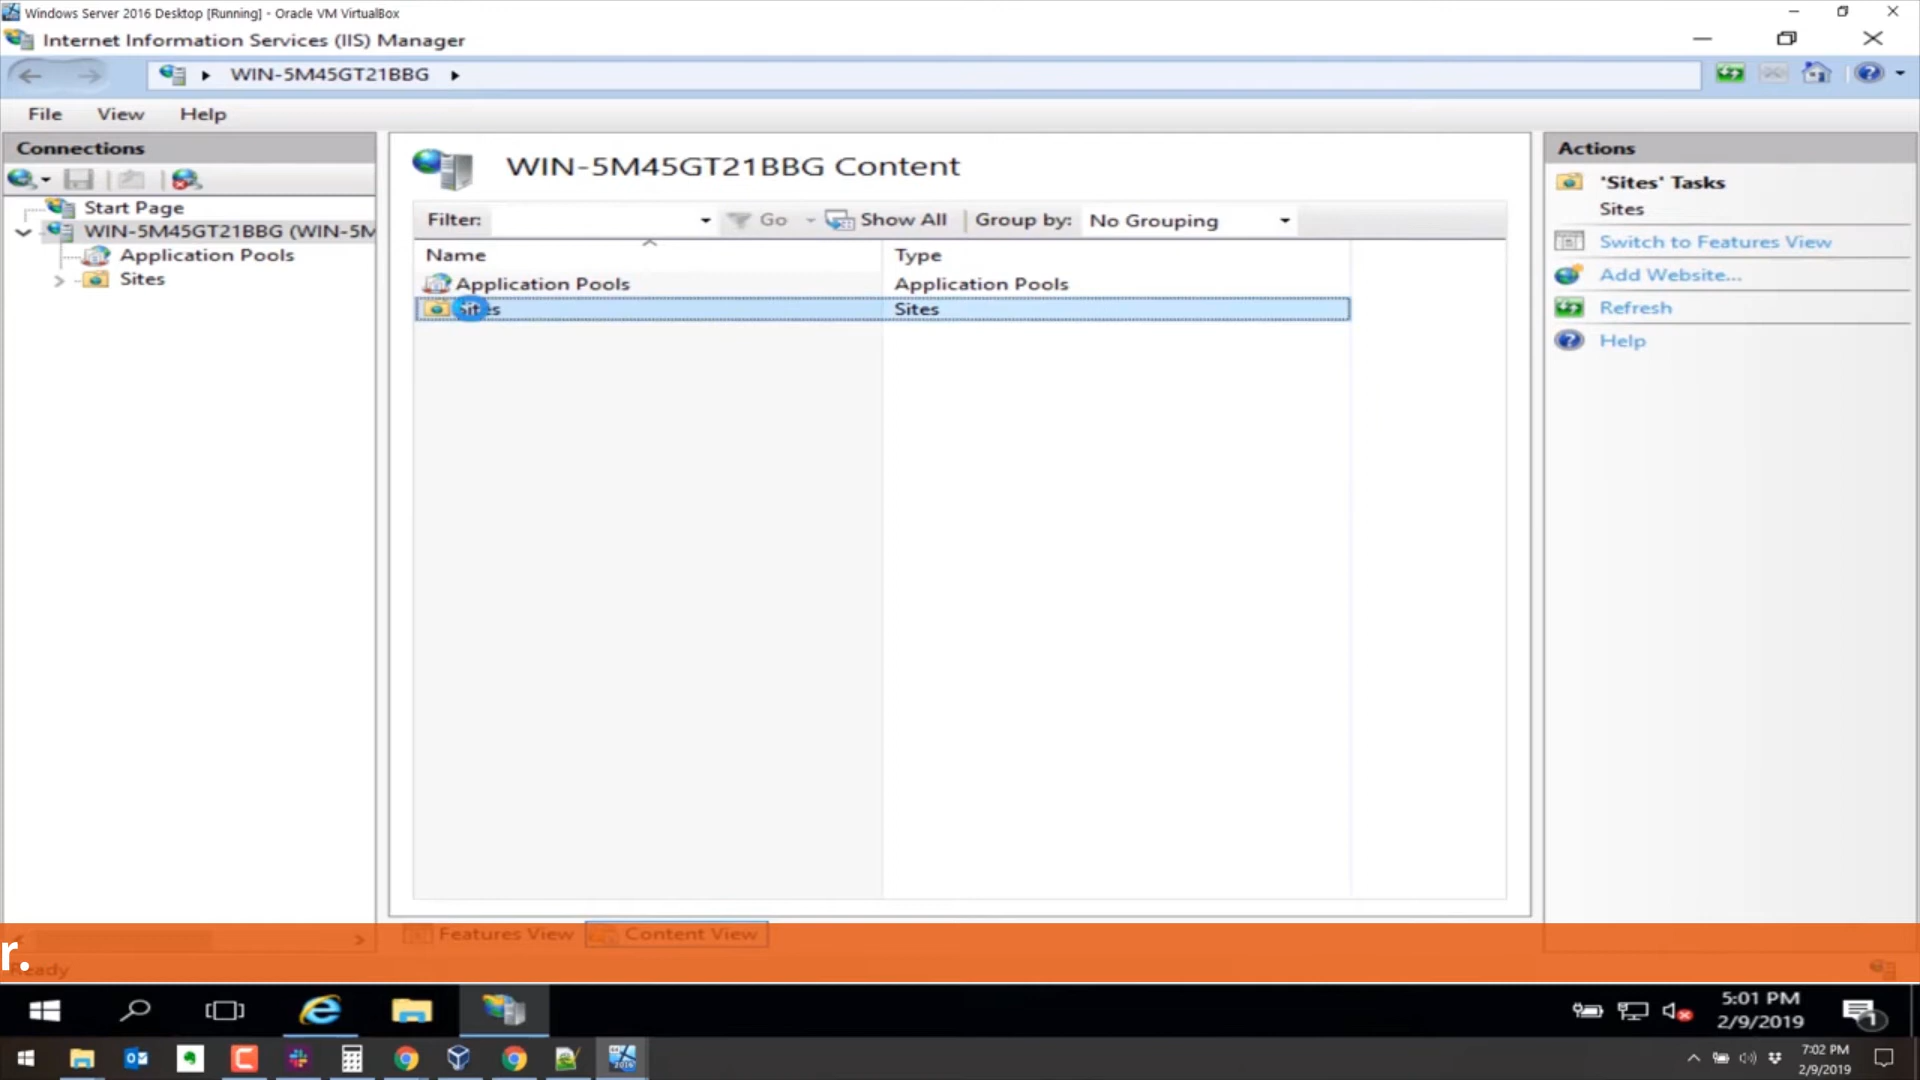 Windows Server 2016 Desktop [Running] - Oracle VM VirtualBox
Internet Information Services (IIS) Manager
WIN-5M45GT21BBG
File View Help
Connections
Start Page
WIN-5M45GT21BBG (WIN-5M
Application Pools
Sites
WIN-5M45GT21BBG Content
Filter: Go Show All Group by: No Grouping
Name Type
Application Pools Application Pools
Sites Sites
Actions
'Sites' Tasks
Sites
Switch to Features View
Add Website...
Refresh
Help
Features View Content View
r.
Ready
5:01 PM
2/9/2019
1
7:02 PM
2/9/2019